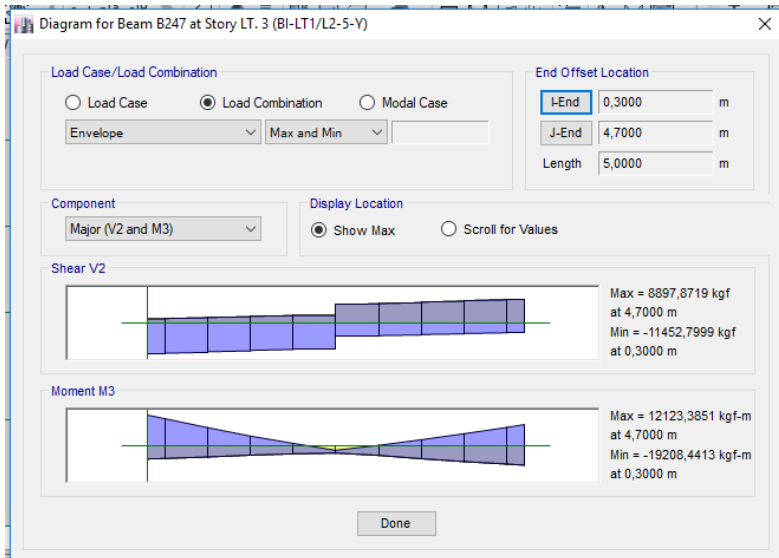 Diagram for Beam B247 at Story LT. 3 (BI-LT1/L2-5-Y)
Load Case/Load Combination
Load Case
Load Combination
Modal Case
Envelope
Max and Min
End Offset Location
I-End 0,3000 m
J-End 4,7000 m
Length 5,0000 m
Component
Major (V2 and M3)
Display Location
Show Max
Scroll for Values
Shear V2
Max = 8897,8719 kgf
at 4,7000 m
Min = -11452,7999 kgf
at 0,3000 m
Moment M3
Max = 12123,3851 kgf-m
at 4,7000 m
Min = -19208,4413 kgf-m
at 0,3000 m
Done